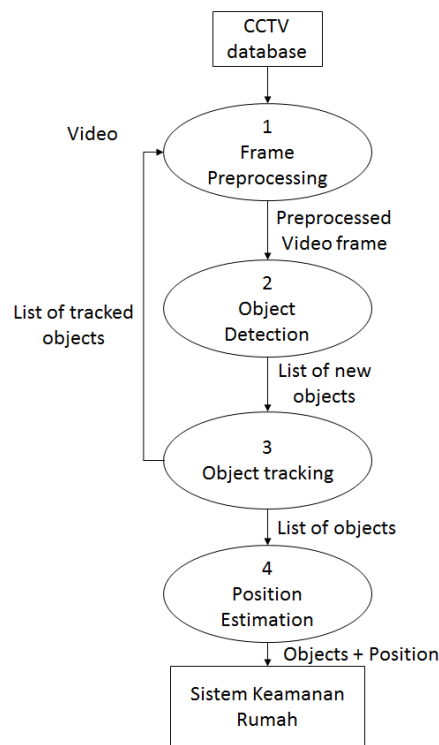 CCTV
database
Video
1
Frame
Preprocessing
Preprocessed
Video frame
2
Object
Detection
List of tracked
objects
List of new
objects
3
Object tracking
List of objects
4
Position
Estimation
Objects + Position
Sistem Keamanan
Rumah